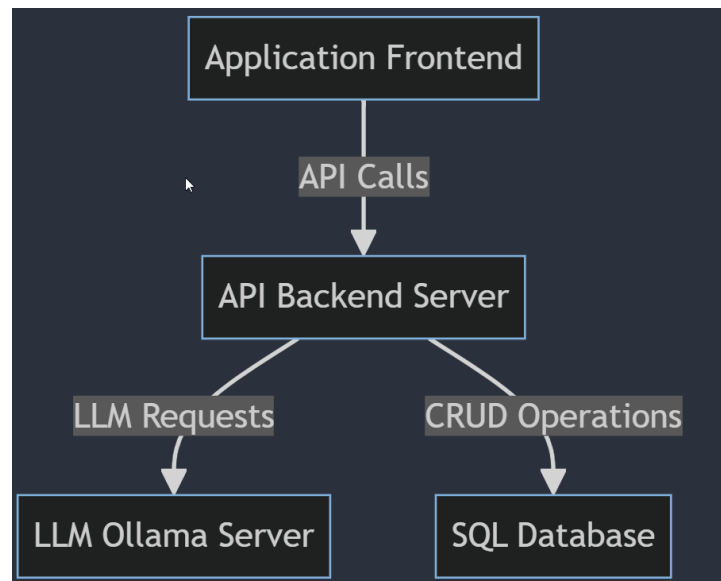 Application Frontend
API Calls
API Backend Server
LLM Requests
CRUD Operations
LLM Ollama Server
SQL Database